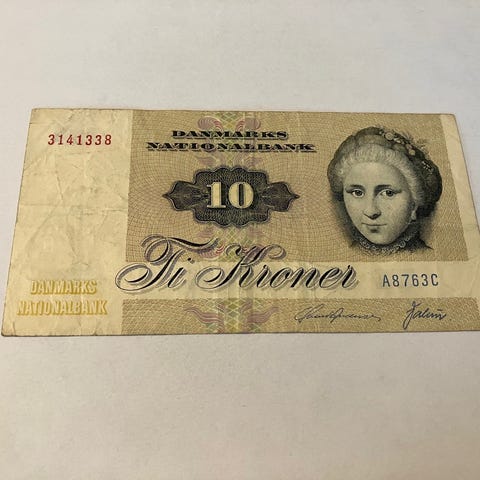 3141338
DANMARKS
NATIONALBANK
10
Ti Kroner
A8763C
DANMARKS
NATIONALBANK